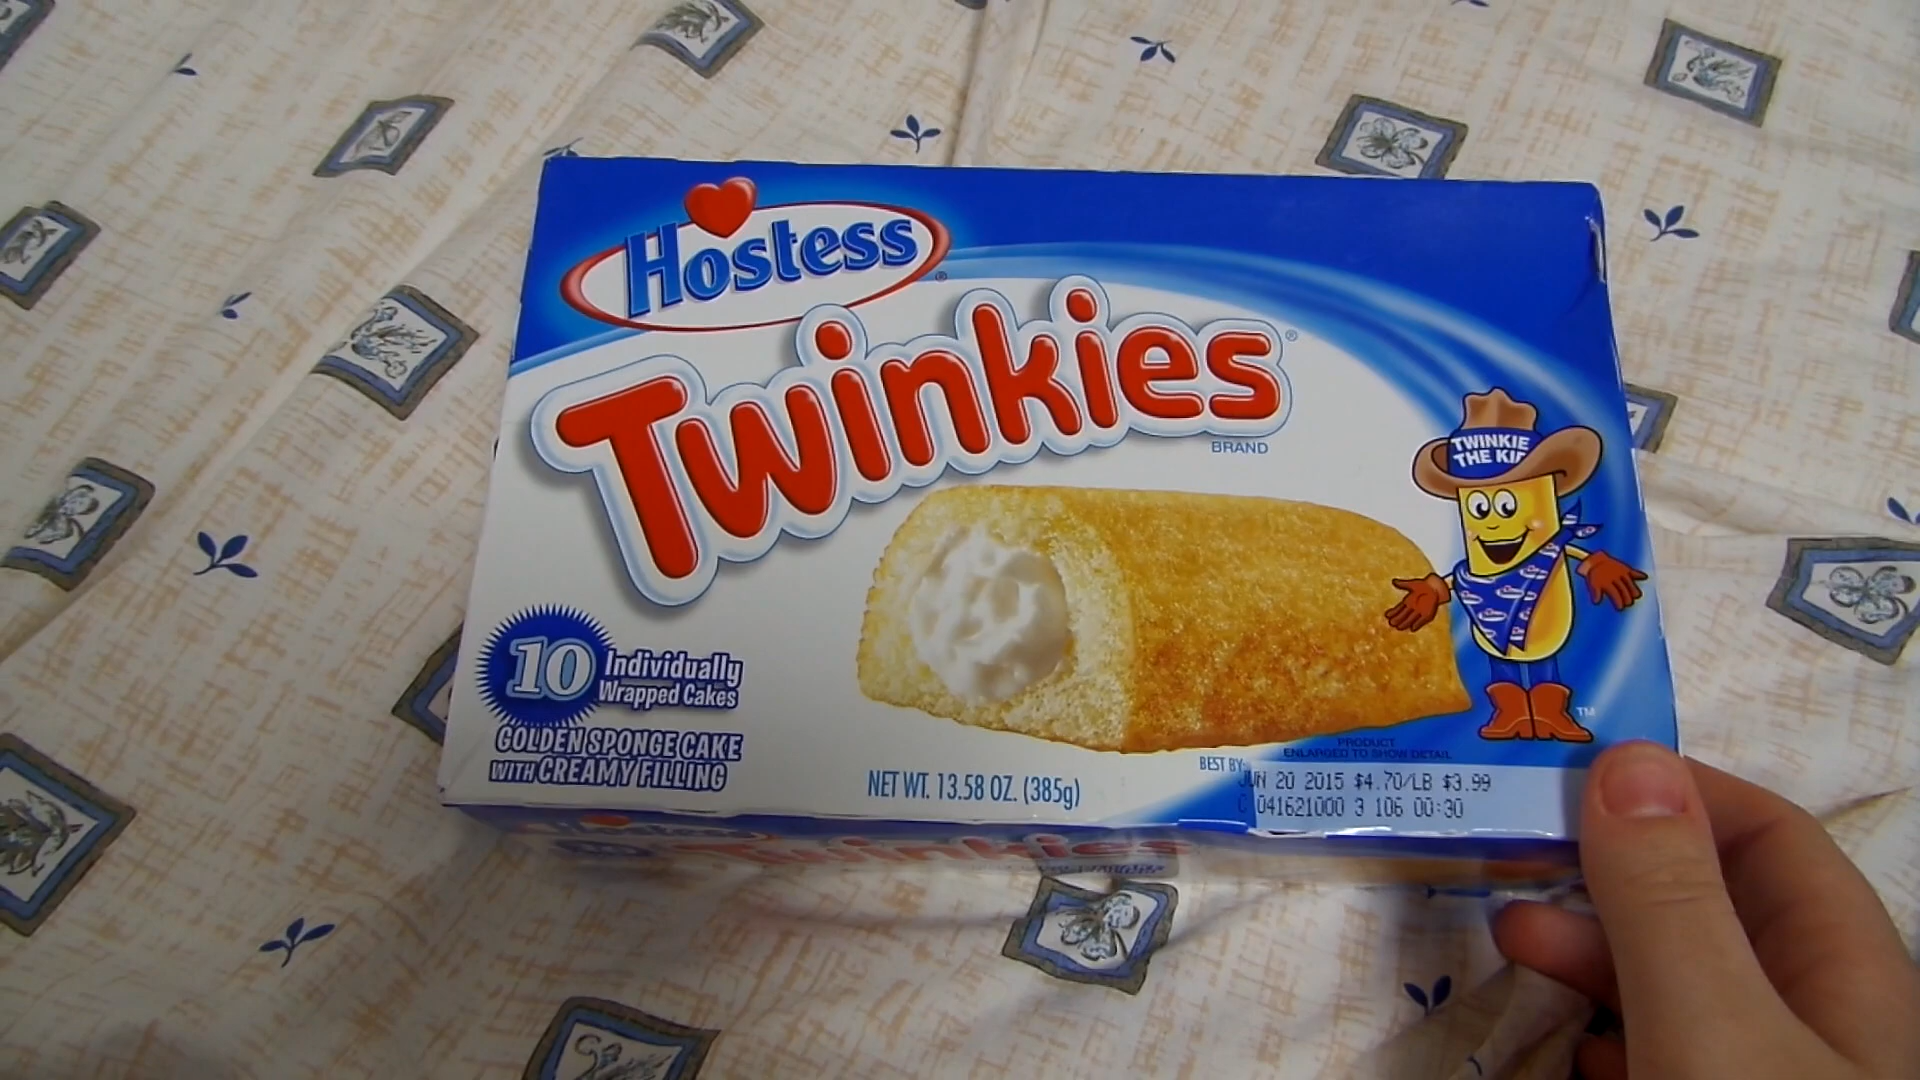 Hostess
Twinkies
BRAND
TWINKIE
THE KID
10 Individually
Wrapped Cakes
GOLDEN SPONGE CAKE
WITH CREAMY FILLING
NET WT. 13.58 OZ. (385g)
PRODUCT
ENLARGED TO SHOW DETAIL
BEST BY:
JUN 20 2015 $4.70/LB $3.99
C 041621000 3 106 00:30
Hostess
Twinkies